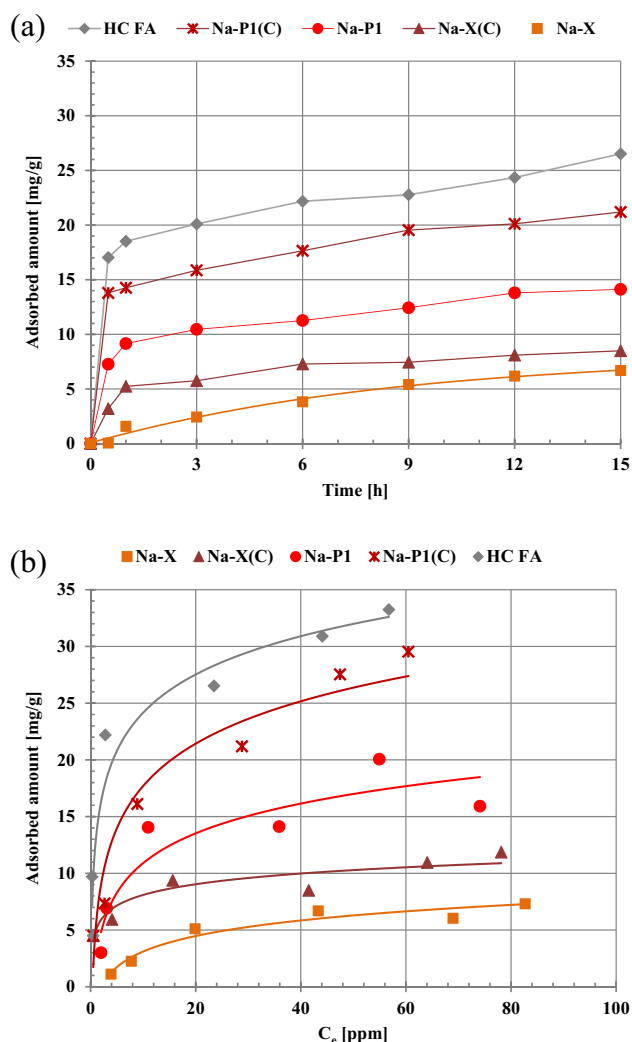 (a)
HC FA Na-P1(C) Na-P1 Na-X(C) Na-X
35
30
25
20
15
10
5
0
Adsorbed amount [mg/g]
0 3 6 9 12 15
Time [h]
(b)
Na-X Na-X(C) Na-P1 Na-P1(C) HC FA
35
30
25
20
15
10
5
0
Adsorbed amount [mg/g]
0 20 40 60 80 100
Ce [ppm]